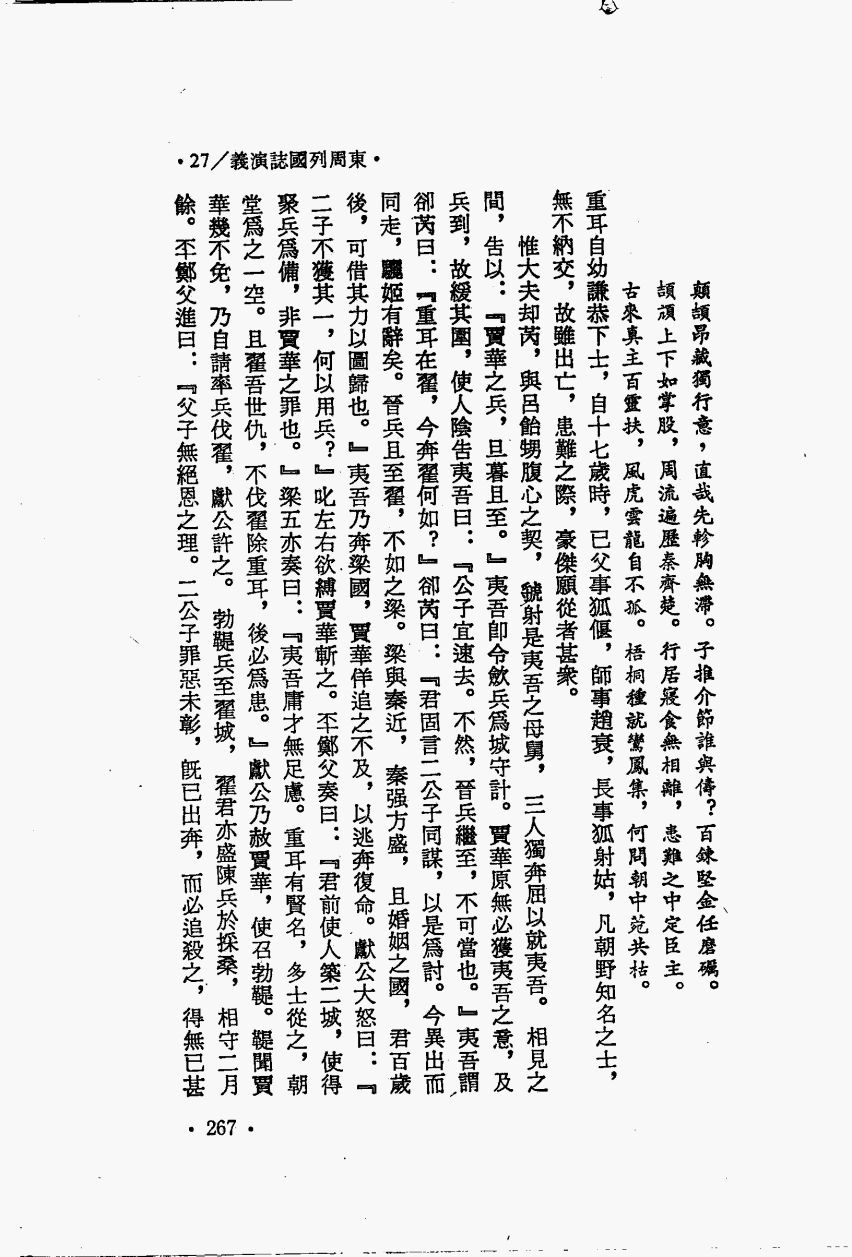 東周列國誌演義/27
顛頡昂藏獨行意，直哉先軫胸無滯。子推介節誰與儔？百鍊堅金任磨礪。
頡頏上下如掌股，周流遍歷秦齊楚。行居寢食無相離，患難之中定臣主。
古來真主百靈扶，風虎雲龍自不孤。梧桐種就鸞鳳集，何問朝中菀共枯。
重耳自幼謙恭下士，自十七歲時，已父事狐偃，師事趙衰，長事狐射姑，凡朝野知名之士，
無不納交，故雖出亡，患難之際，豪傑願從者甚衆。
惟大夫却芮，與呂飴甥腹心之契，虢射是夷吾之母舅，三人獨奔屈以就夷吾。相見之
間，告以：『賈華之兵，旦暮且至。』夷吾卽令歛兵爲城守計。賈華原無必獲夷吾之意，及
兵到，故緩其圍，使人陰告夷吾曰：『公子宜速去。不然，晉兵繼至，不可當也。』夷吾謂
卻芮曰：『重耳在翟，今奔翟何如？』卻芮曰：『君固言二公子同謀，以是爲討。今異出而
同走，驪姬有辭矣。晉兵且至翟，不如之梁。梁與秦近，秦强方盛，且婚姻之國，君百歲
後，可借其力以圖歸也。』夷吾乃奔梁國，賈華佯追之不及，以逃奔復命。獻公大怒曰：『
二子不獲其一，何以用兵？』叱左右欲縛賈華斬之。丕鄭父奏曰：『君前使人築二城，使得
聚兵爲備，非賈華之罪也。』梁五亦奏曰：『夷吾庸才無足慮。重耳有賢名，多士從之，朝
堂爲之一空。且翟吾世仇，不伐翟除重耳，後必爲患。』獻公乃赦賈華，使召勃鞮。鞮聞賈
華幾不免，乃自請率兵伐翟，獻公許之。勃鞮兵至翟城，翟君亦盛陳兵於採桑，相守二月
餘。丕鄭父進曰：『父子無絕恩之理。二公子罪惡未彰，旣已出奔，而必追殺之，得無已甚
•267•